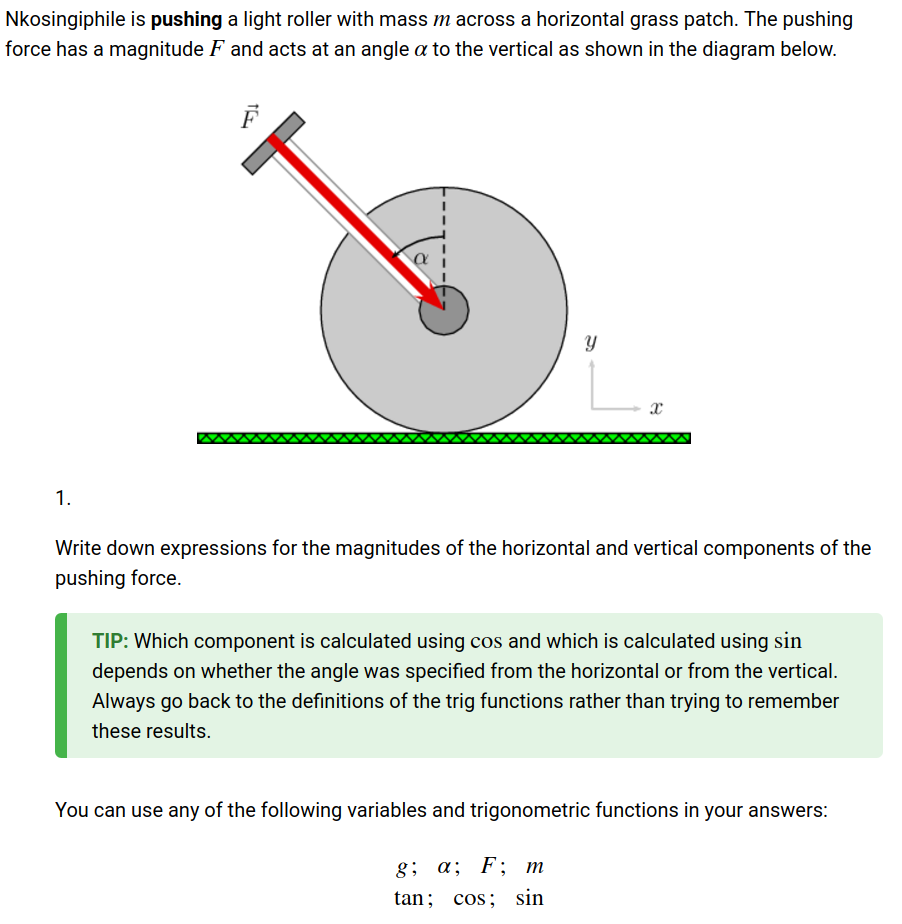 Nkosingiphile is pushing a light roller with mass m across a horizontal grass patch. The pushing
force has a magnitude F and acts at an angle α to the vertical as shown in the diagram below.
F⃗
α
y
x
1.
Write down expressions for the magnitudes of the horizontal and vertical components of the
pushing force.
TIP: Which component is calculated using cos and which is calculated using sin
depends on whether the angle was specified from the horizontal or from the vertical.
Always go back to the definitions of the trig functions rather than trying to remember
these results.
You can use any of the following variables and trigonometric functions in your answers:
g; α; F; m
tan; cos; sin